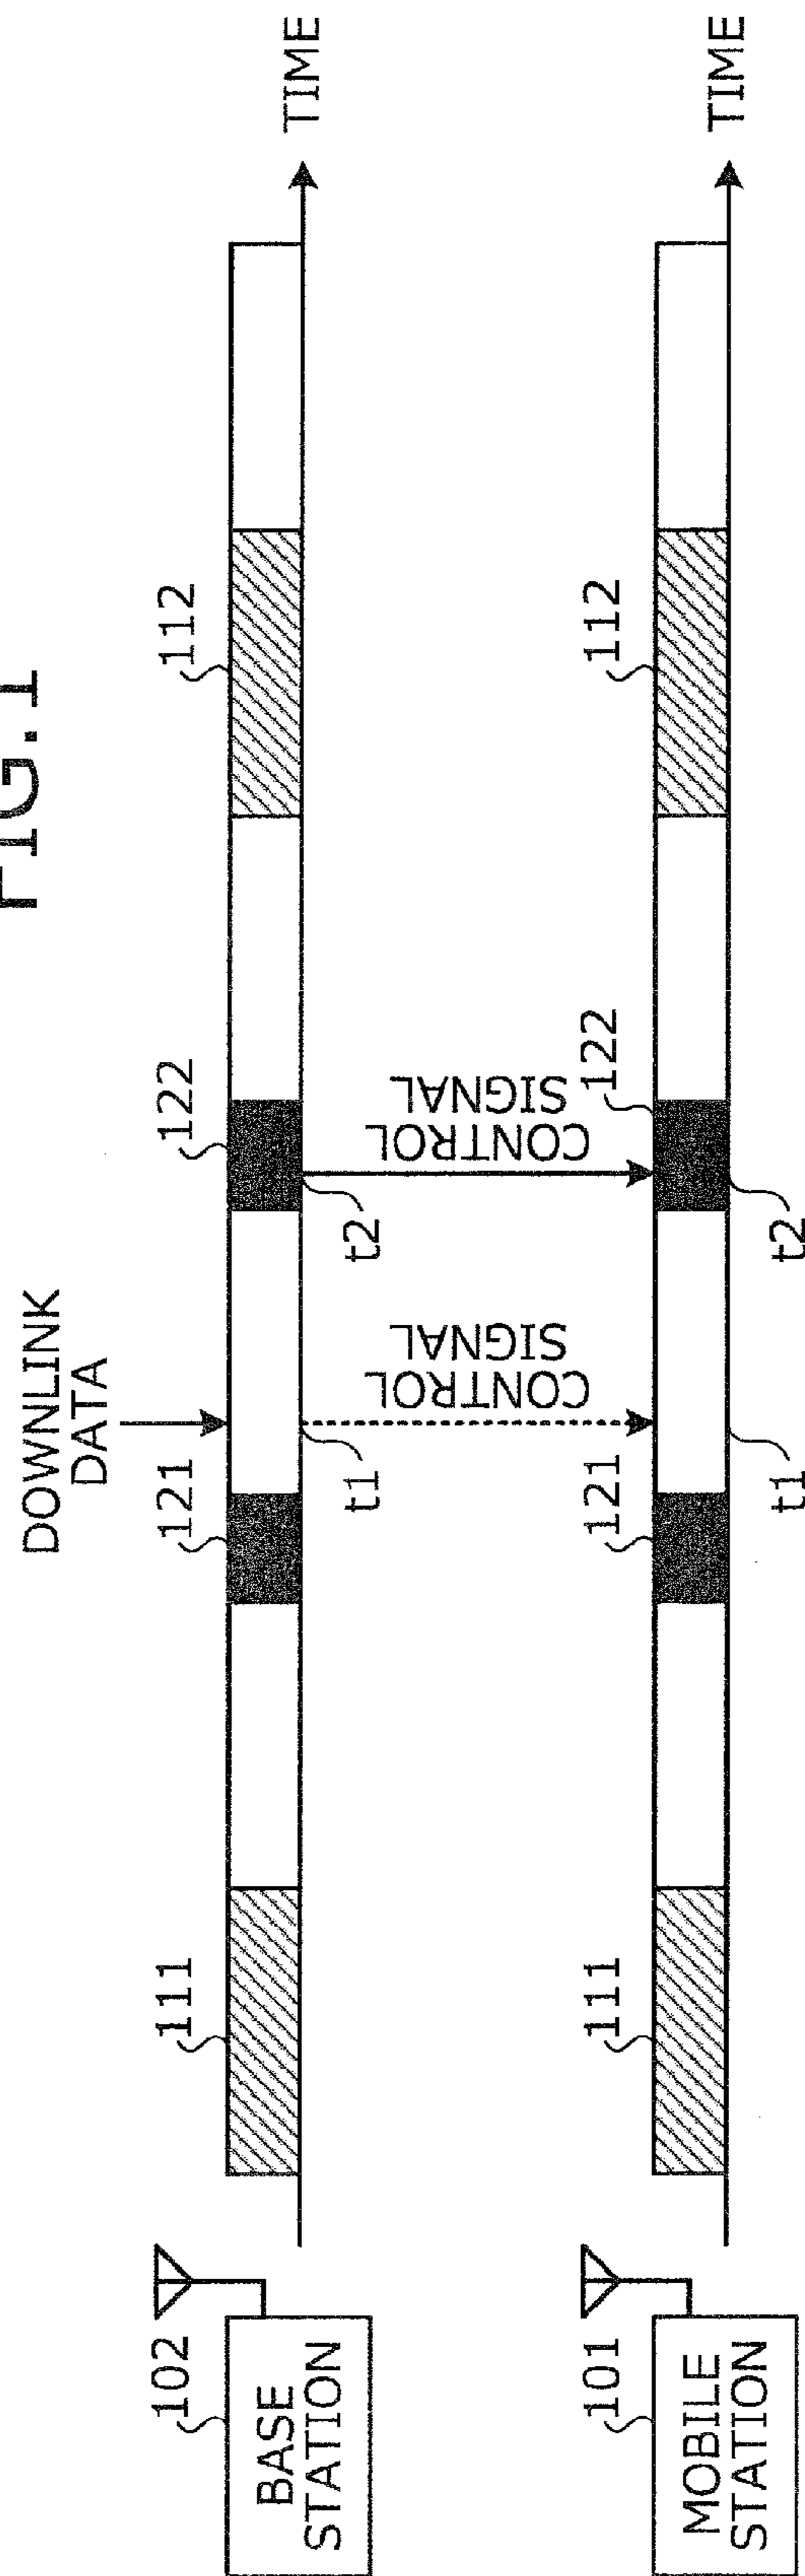 FIG.1
DOWNLINK
DATA
102
BASE
STATION
111
121
122
112
TIME
t1
t2
CONTROL
SIGNAL
CONTROL
SIGNAL
101
MOBILE
STATION
111
121
122
112
TIME
t1
t2